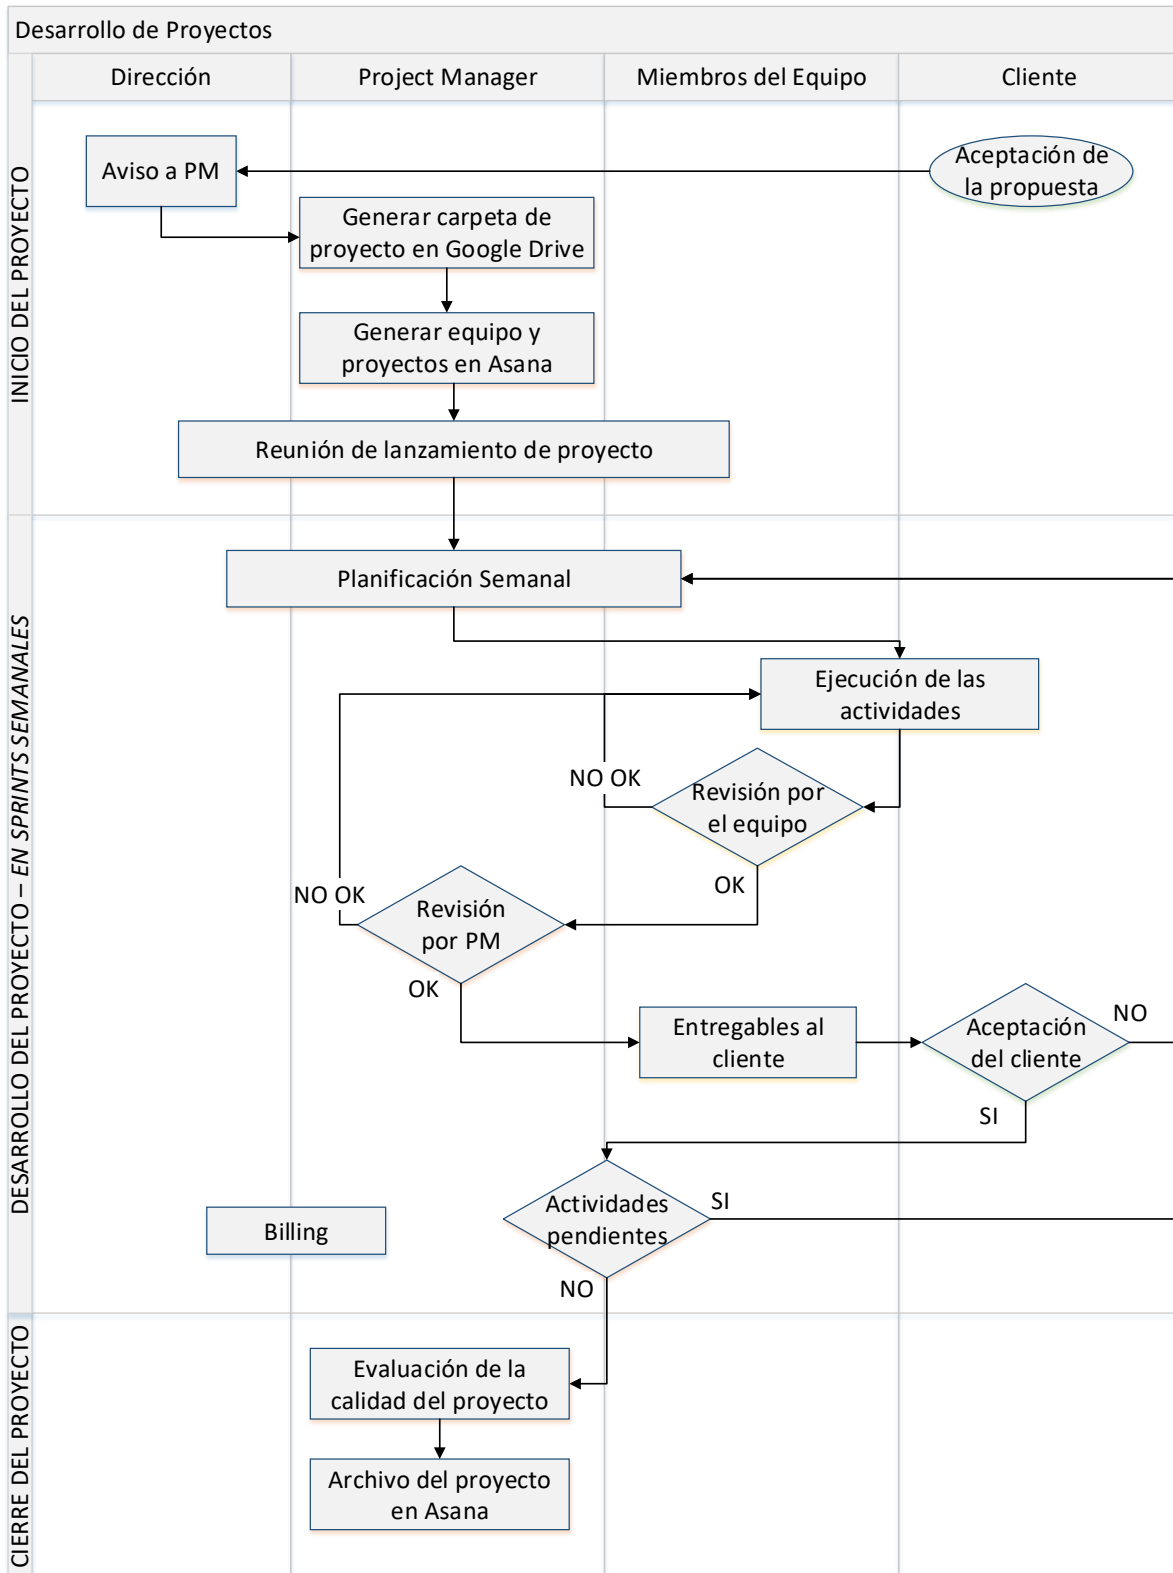 Desarrollo de Proyectos
Dirección
Project Manager
Miembros del Equipo
Cliente
INICIO DEL PROYECTO
Aviso a PM
Aceptación de
la propuesta
Generar carpeta de
proyecto en Google Drive
Generar equipo y
proyectos en Asana
Reunión de lanzamiento de proyecto
DESARROLLO DEL PROYECTO – EN SPRINTS SEMANALES
Planificación Semanal
Ejecución de las
actividades
NO OK
Revisión por
el equipo
OK
NO OK
Revisión
por PM
OK
Entregables al
cliente
Aceptación
del cliente
NO
SI
Actividades
pendientes
SI
Billing
NO
CIERRE DEL PROYECTO
Evaluación de la
calidad del proyecto
Archivo del proyecto
en Asana